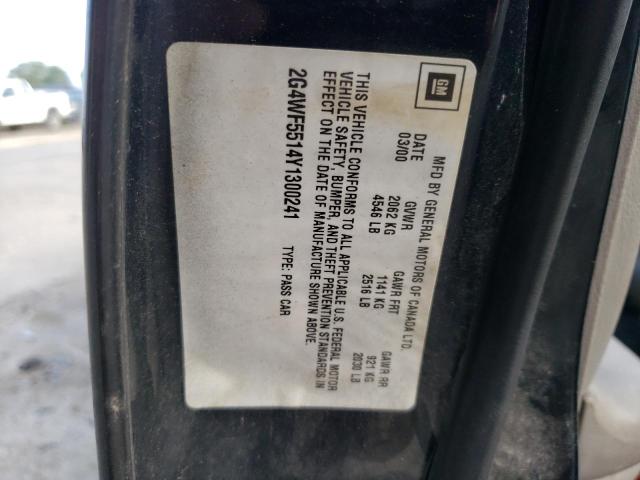 GM
MFD BY GENERAL MOTORS OF CANADA LTD.
DATE GVWR GAWR FRT GAWR RR
03/00 2062 KG 1141 KG 921 KG
4546 LB 2516 LB 2030 LB
THIS VEHICLE CONFORMS TO ALL APPLICABLE U.S. FEDERAL MOTOR
VEHICLE SAFETY, BUMPER, AND THEFT PREVENTION STANDARDS IN
EFFECT ON THE DATE OF MANUFACTURE SHOWN ABOVE.
2G4WF5514Y1300241 TYPE: PASS CAR